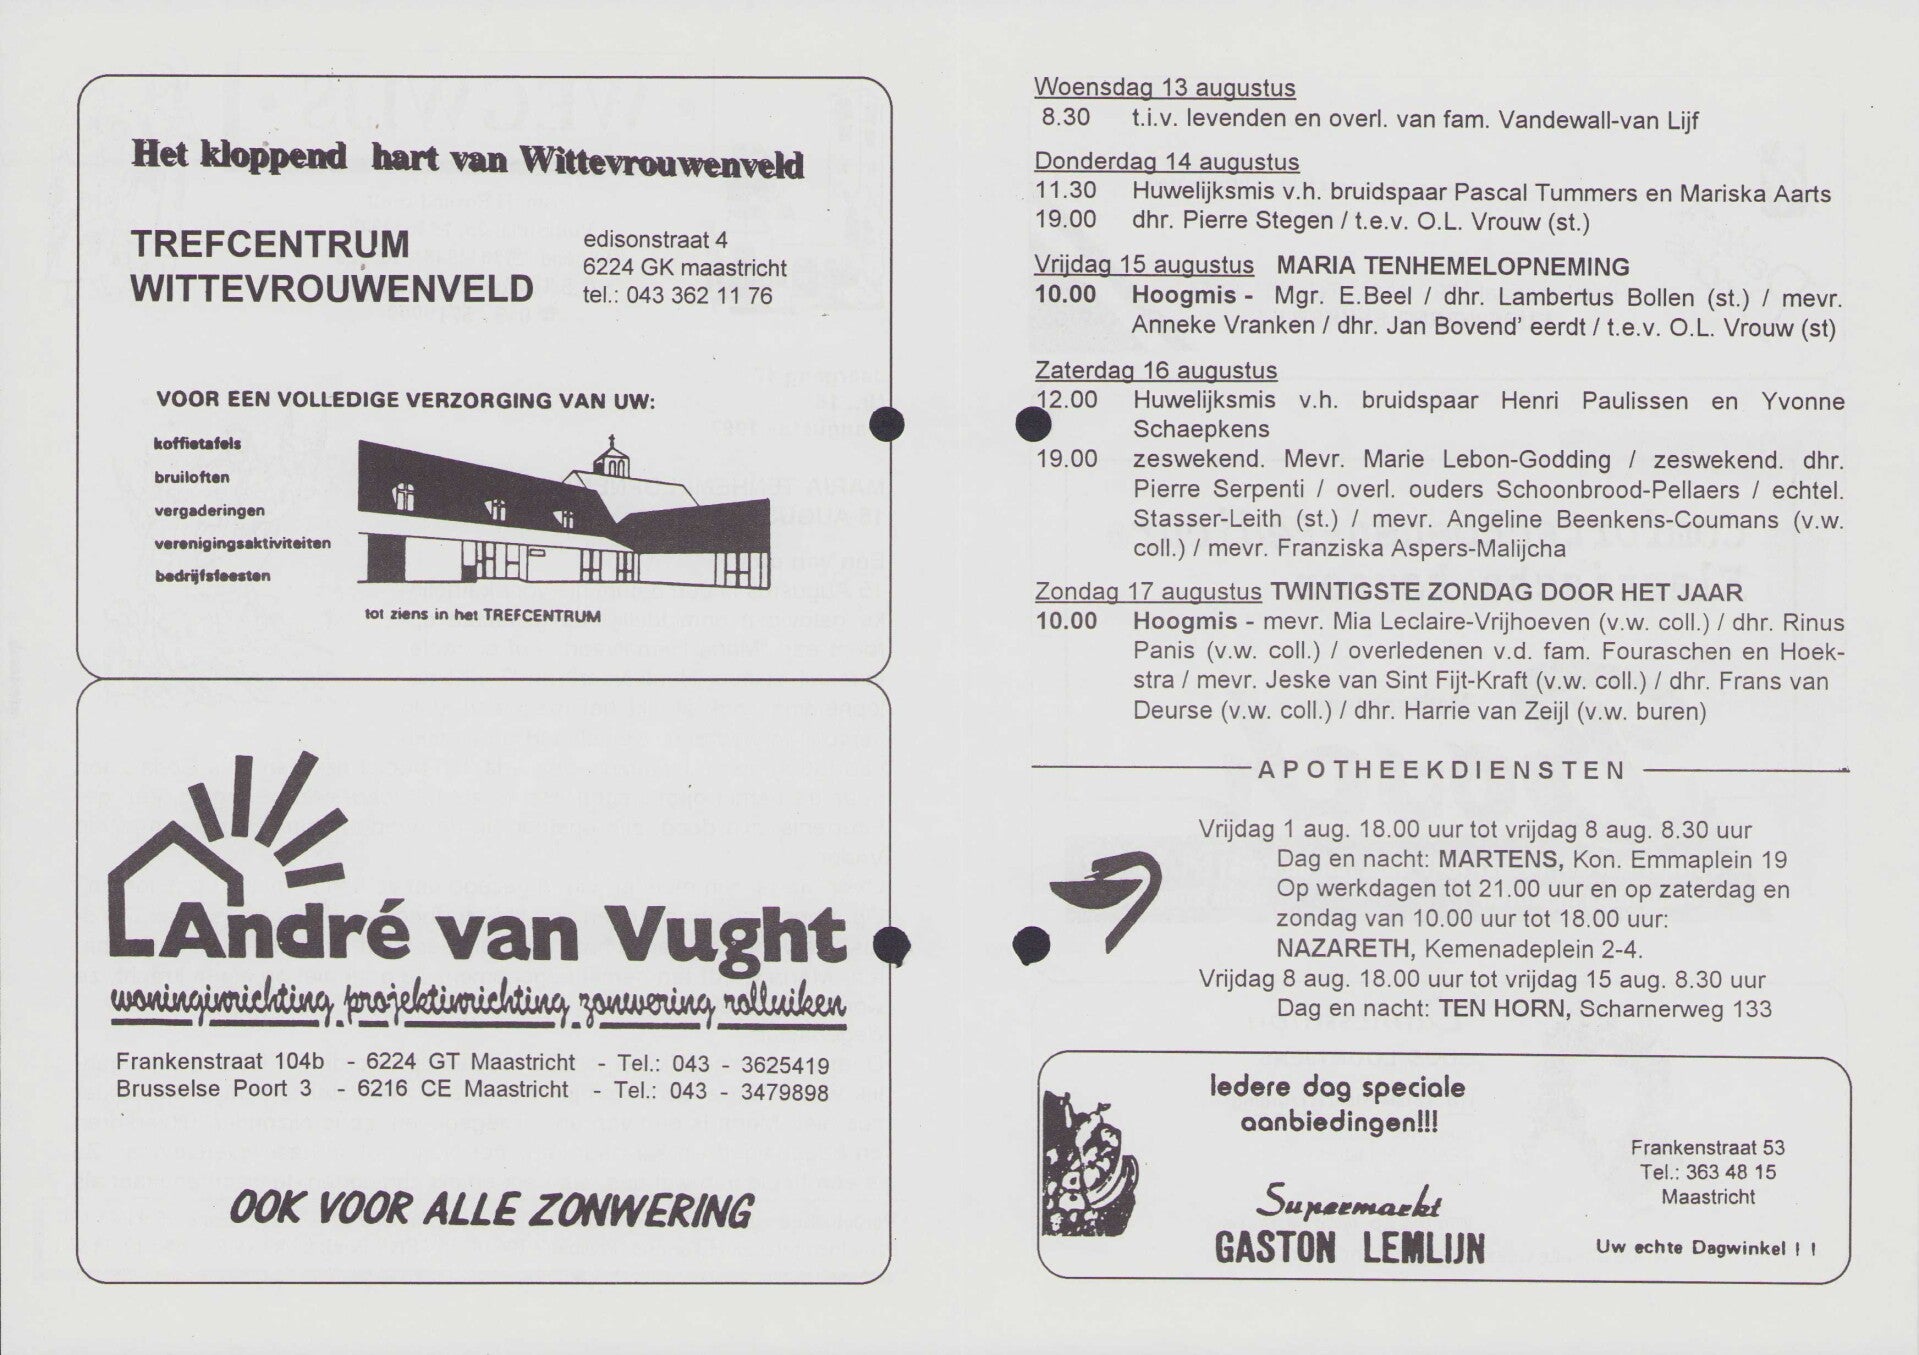 Het kloppend hart van Wittevrouwenveld
TREFCENTRUM
WITTEVROUWENVELD
edisonstraat 4
6224 GK maastricht
tel.: 043 362 11 76
VOOR EEN VOLLEDIGE VERZORGING VAN UW:
koffietafels
bruiloften
vergaderingen
verenigingsaktiviteiten
bedrijfsfeesten
tot ziens in het TREFCENTRUM
André van Vught
woninginrichting projektinrichting zonwering rolluiken
Frankenstraat 104b - 6224 GT Maastricht - Tel.: 043 - 3625419
Brusselse Poort 3 - 6216 CE Maastricht - Tel.: 043 - 3479898
OOK VOOR ALLE ZONWERING
Woensdag 13 augustus
8.30 t.i.v. levenden en overl. van fam. Vandewall-van Lijf
Donderdag 14 augustus
11.30 Huwelijksmis v.h. bruidspaar Pascal Tummers en Mariska Aarts
19.00 dhr. Pierre Stegen / t.e.v. O.L. Vrouw (st.)
Vrijdag 15 augustus MARIA TENHEMELOPNEMING
10.00 Hoogmis - Mgr. E.Beel / dhr. Lambertus Bollen (st.) / mevr.
Anneke Vranken / dhr. Jan Bovend' eerdt / t.e.v. O.L. Vrouw (st)
Zaterdag 16 augustus
12.00 Huwelijksmis v.h. bruidspaar Henri Paulissen en Yvonne
Schaepkens
19.00 zeswekend. Mevr. Marie Lebon-Godding / zeswekend. dhr.
Pierre Serpenti / overl. ouders Schoonbrood-Pellaers / echtel.
Stasser-Leith (st.) / mevr. Angeline Beenkens-Coumans (v.w.
coll.) / mevr. Franziska Aspers-Malijcha
Zondag 17 augustus TWINTIGSTE ZONDAG DOOR HET JAAR
10.00 Hoogmis - mevr. Mia Leclaire-Vrijhoeven (v.w. coll.) / dhr. Rinus
Panis (v.w. coll.) / overledenen v.d. fam. Fouraschen en Hoek-
stra / mevr. Jeske van Sint Fijt-Kraft (v.w. coll.) / dhr. Frans van
Deurse (v.w. coll.) / dhr. Harrie van Zeijl (v.w. buren)
APOTHEEKDIENSTEN
Vrijdag 1 aug. 18.00 uur tot vrijdag 8 aug. 8.30 uur
Dag en nacht: MARTENS, Kon. Emmaplein 19
Op werkdagen tot 21.00 uur en op zaterdag en
zondag van 10.00 uur tot 18.00 uur:
NAZARETH, Kemenadeplein 2-4.
Vrijdag 8 aug. 18.00 uur tot vrijdag 15 aug. 8.30 uur
Dag en nacht: TEN HORN, Scharnerweg 133
Iedere dag speciale
aanbiedingen!!!
Supermarkt
GASTON LEMLIJN
Frankenstraat 53
Tel.: 363 48 15
Maastricht
Uw echte Dagwinkel ! !